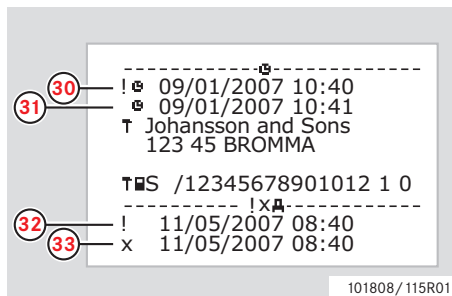 30
! 09/01/2007 10:40
31
09/01/2007 10:41
Johansson and Sons
123 45 BROMMA
S /12345678901012 1 0
!x
32
! 11/05/2007 08:40
33
x 11/05/2007 08:40
101808/115R01